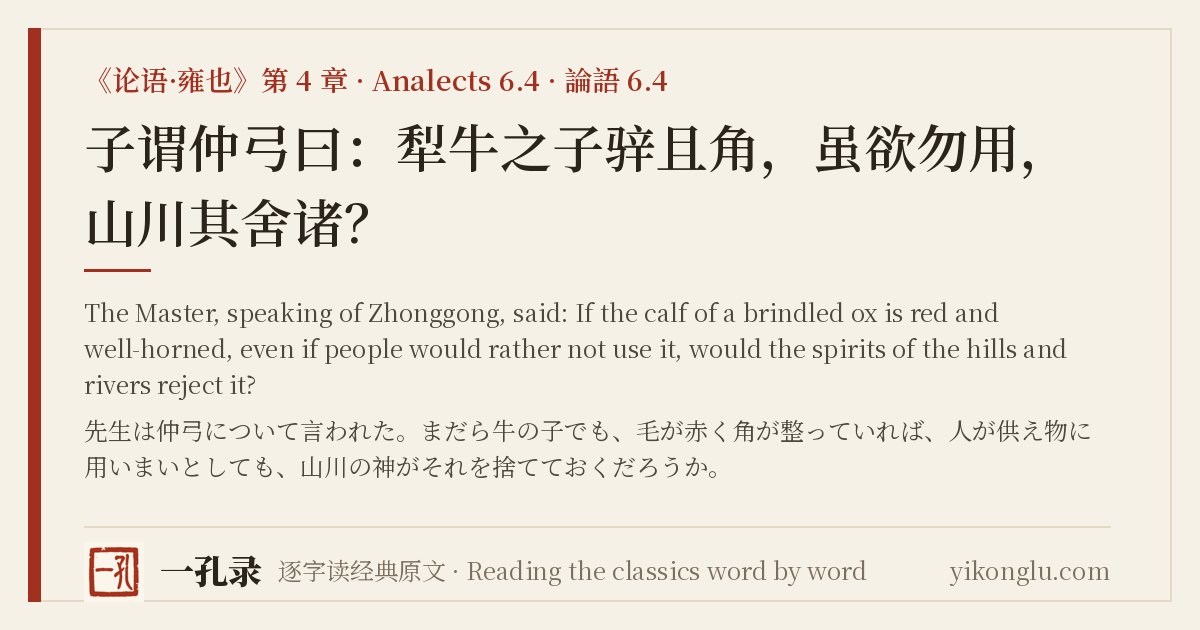 《论语·雍也》第 4 章 · Analects 6.4 · 論語 6.4
子谓仲弓曰：犁牛之子骍且角，虽欲勿用，
山川其舍诸？
The Master, speaking of Zhonggong, said: If the calf of a brindled ox is red and
well-horned, even if people would rather not use it, would the spirits of the hills and
rivers reject it?
先生は仲弓について言われた。まだら牛の子でも、毛が赤く角が整っていれば、人が供え物に
用いまいとしても、山川の神がそれを捨てておくだろうか。
一孔
一孔录 逐字读经典原文 · Reading the classics word by word yikonglu.com